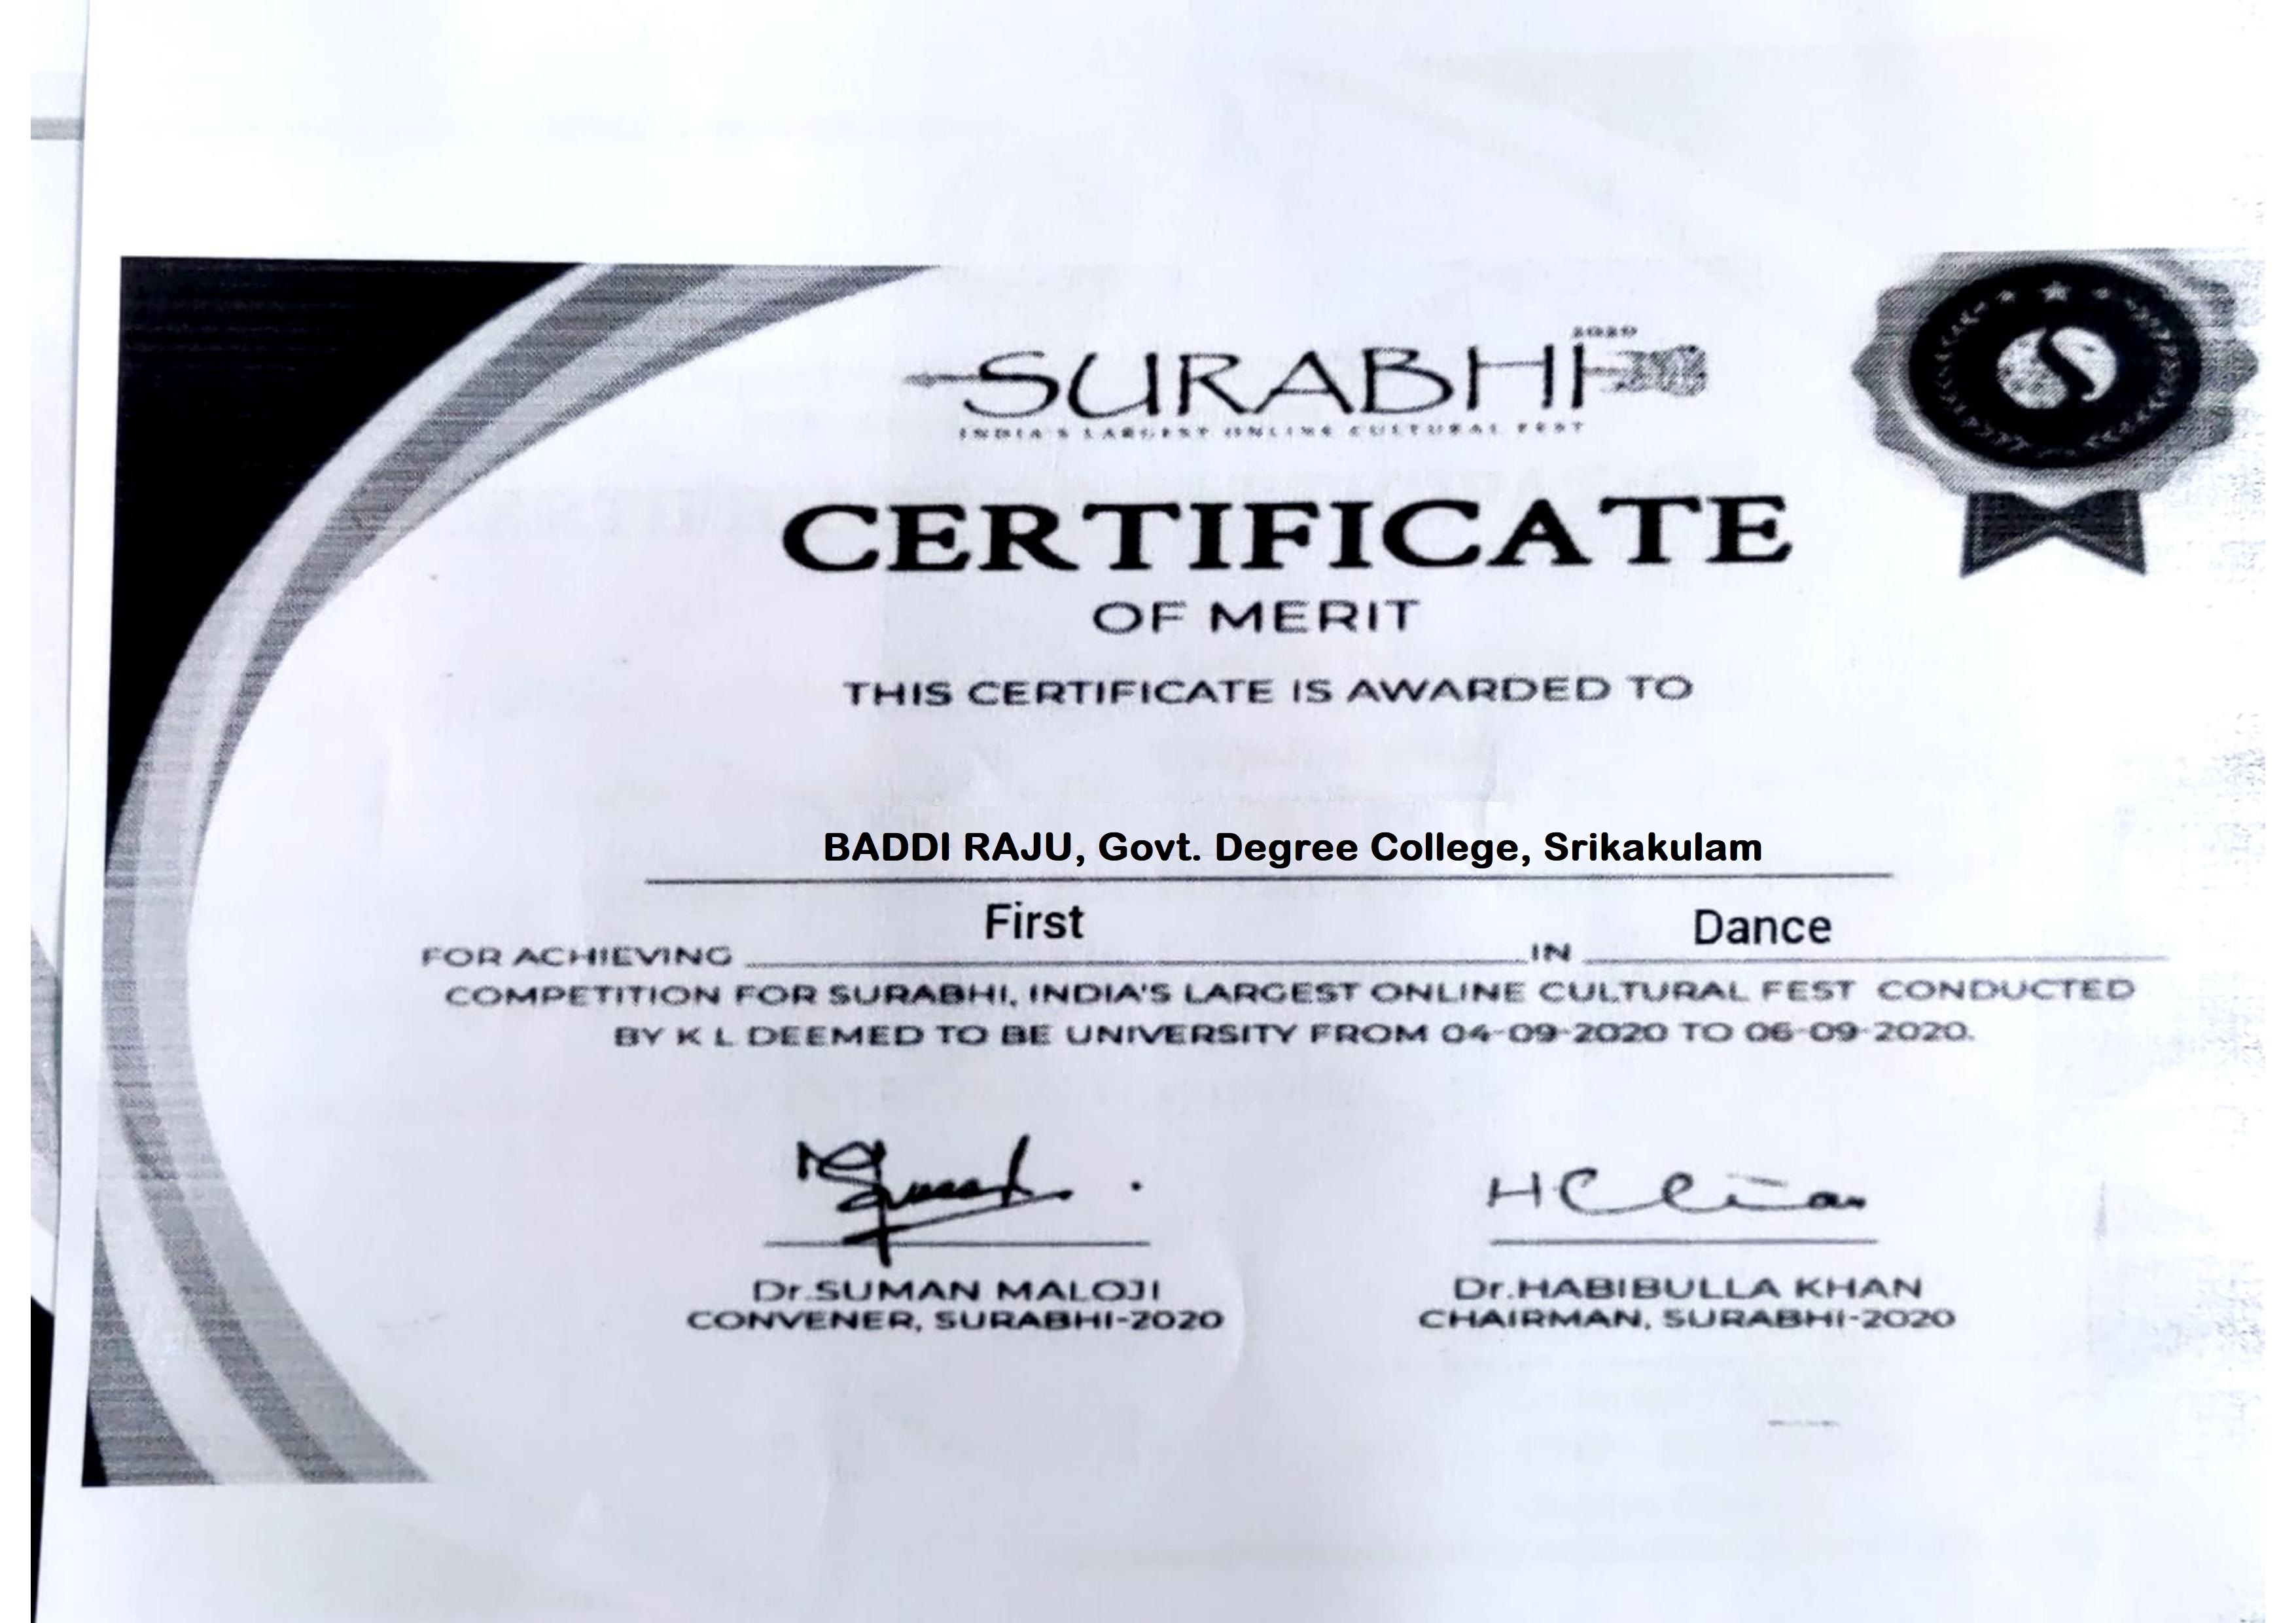 2020
SURABHI
INDIA'S LARGEST ONLINE CULTURAL FEST
CERTIFICATE
OF MERIT
THIS CERTIFICATE IS AWARDED TO
BADDI RAJU, Govt. Degree College, Srikakulam
FOR ACHIEVING First IN Dance
COMPETITION FOR SURABHI, INDIA'S LARGEST ONLINE CULTURAL FEST CONDUCTED
BY K L DEEMED TO BE UNIVERSITY FROM 04-09-2020 TO 06-09-2020.
Dr.SUMAN MALOJI
CONVENER, SURABHI-2020
Dr.HABIBULLA KHAN
CHAIRMAN, SURABHI-2020